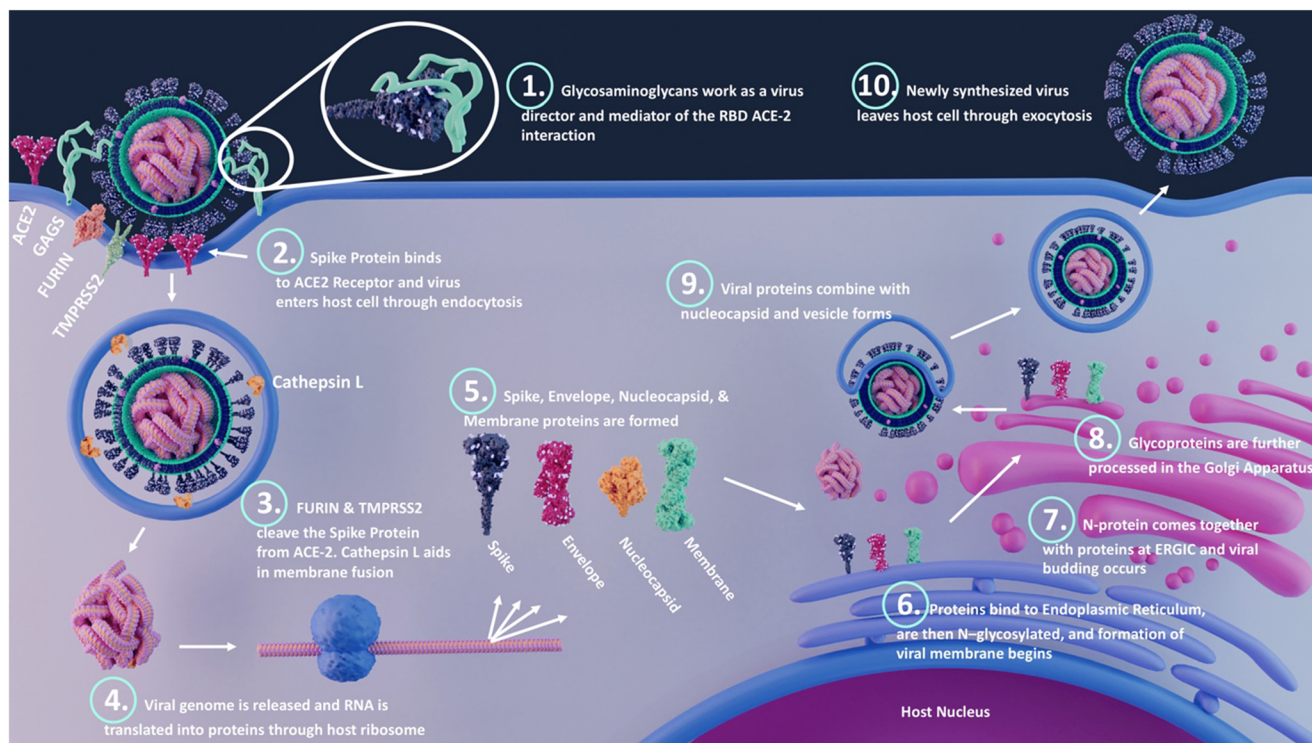 1. Glycosaminoglycans work as a virus
director and mediator of the RBD ACE-2
interaction
10. Newly synthesized virus
leaves host cell through exocytosis
ACE2
GAGS
FURIN
TMPRSS2
2. Spike Protein binds
to ACE2 Receptor and virus
enters host cell through endocytosis
9. Viral proteins combine with
nucleocapsid and vesicle forms
Cathepsin L
5. Spike, Envelope, Nucleocapsid, &
Membrane proteins are formed
8. Glycoproteins are further
processed in the Golgi Apparatus
3. FURIN & TMPRSS2
cleave the Spike Protein
from ACE-2. Cathepsin L aids
in membrane fusion
Spike
Envelope
Nucleocapsid
Membrane
7. N-protein comes together
with proteins at ERGIC and viral
budding occurs
6. Proteins bind to Endoplasmic Reticulum,
are then N–glycosylated, and formation of
viral membrane begins
4. Viral genome is released and RNA is
translated into proteins through host ribosome
Host Nucleus